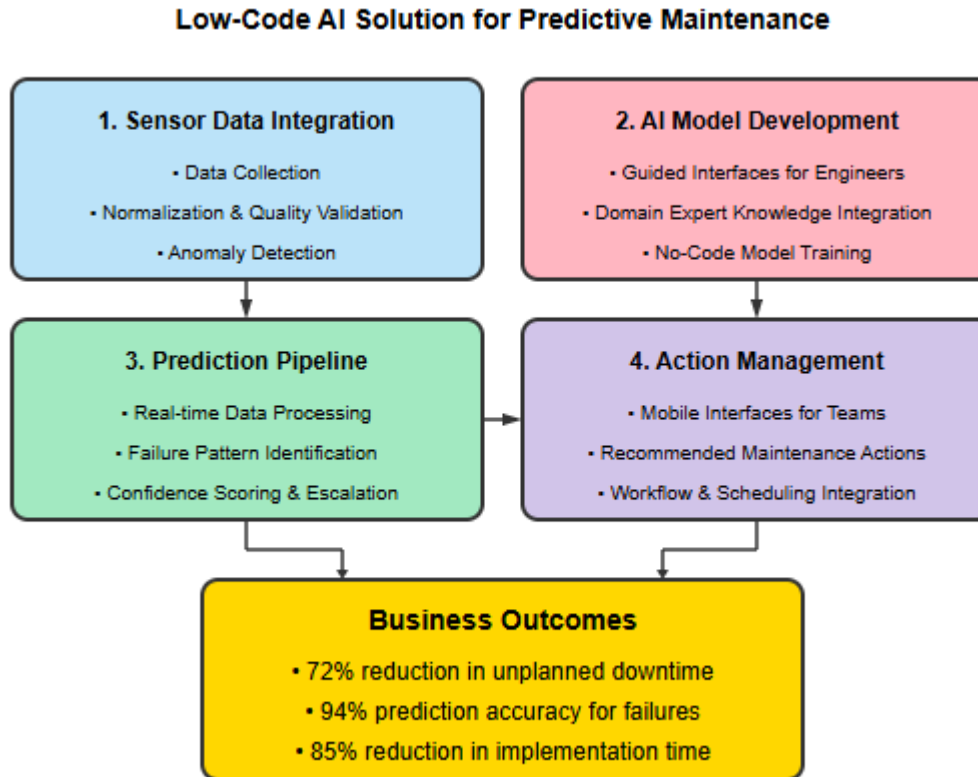 Low-Code AI Solution for Predictive Maintenance
1. Sensor Data Integration
▪ Data Collection
▪ Normalization & Quality Validation
▪ Anomaly Detection
2. AI Model Development
▪ Guided Interfaces for Engineers
▪ Domain Expert Knowledge Integration
▪ No-Code Model Training
3. Prediction Pipeline
▪ Real-time Data Processing
▪ Failure Pattern Identification
▪ Confidence Scoring & Escalation
4. Action Management
▪ Mobile Interfaces for Teams
▪ Recommended Maintenance Actions
▪ Workflow & Scheduling Integration
Business Outcomes
• 72% reduction in unplanned downtime
• 94% prediction accuracy for failures
• 85% reduction in implementation time